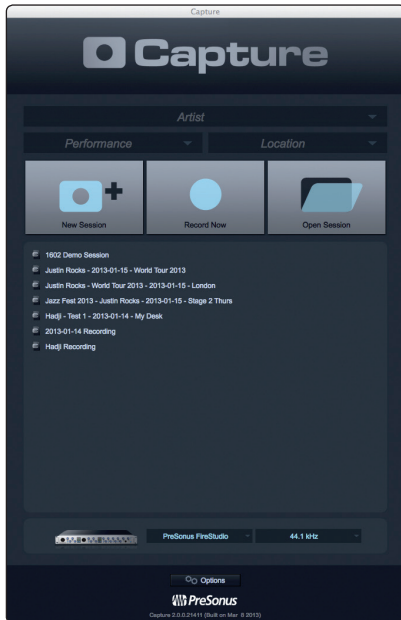 Capture
Capture
Artist
Performance
Location
New Session
Record Now
Open Session
1602 Demo Session
Justin Rocks - 2013-01-15 - World Tour 2013
Justin Rocks - World Tour 2013 - 2013-01-15 - London
Jazz Fest 2013 - Justin Rocks - 2013-01-15 - Stage 2 Thurs
Hadji - Test 1 - 2013-01-14 - My Desk
2013-01-14 Recording
Hadji Recording
PreSonus FireStudio
44.1 kHz
Options
PreSonus
Capture 2.0.0.21411 (Built on Mar 8 2013)